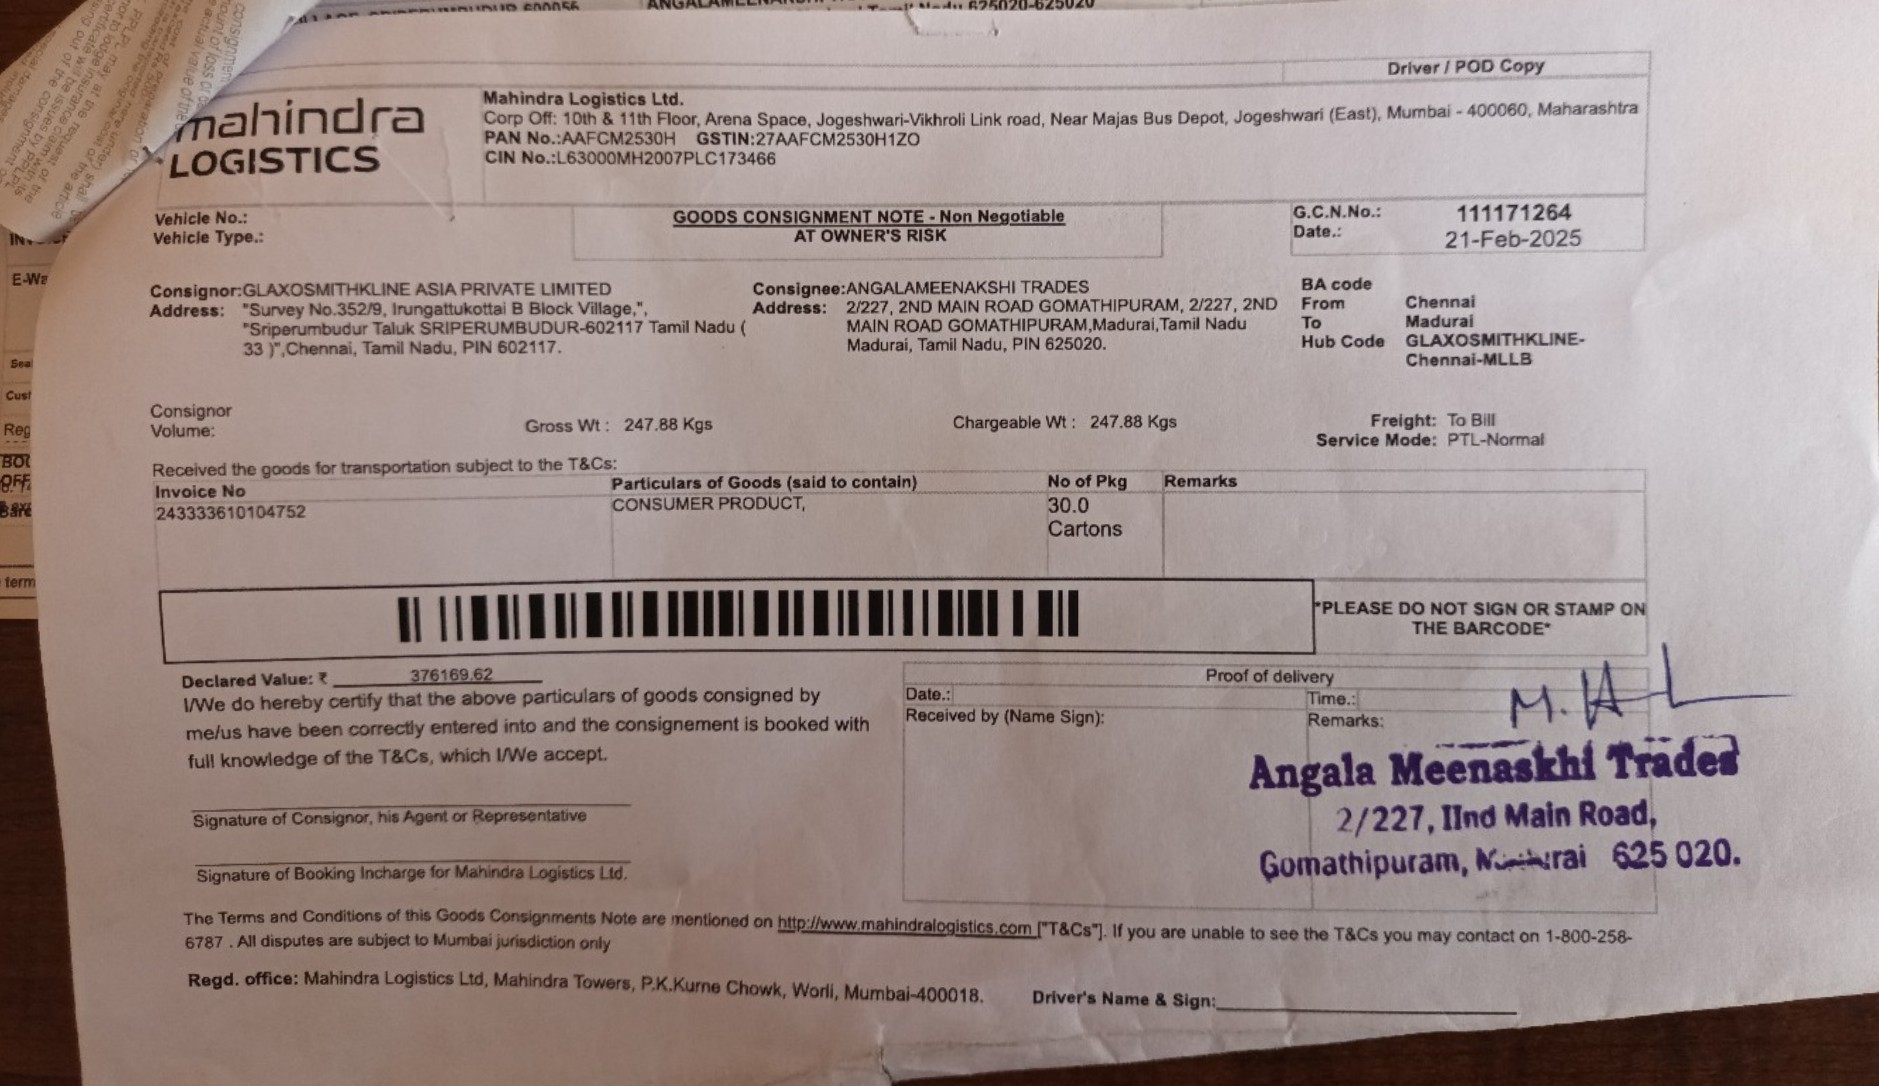 Driver / POD Copy
mahindra
LOGISTICS
Mahindra Logistics Ltd.
Corp Off: 10th & 11th Floor, Arena Space, Jogeshwari-Vikhroli Link road, Near Majas Bus Depot, Jogeshwari (East), Mumbai - 400060, Maharashtra
PAN No.:AAFCM2530H GSTIN:27AAFCM2530H1ZO
CIN No.:L63000MH2007PLC173466
Vehicle No.:
Vehicle Type.:
GOODS CONSIGNMENT NOTE - Non Negotiable
AT OWNER'S RISK
G.C.N.No.: 111171264
Date.: 21-Feb-2025
Consignor:GLAXOSMITHKLINE ASIA PRIVATE LIMITED
Address: "Survey No.352/9, Irungattukottai B Block Village,",
"Sriperumbudur Taluk SRIPERUMBUDUR-602117 Tamil Nadu (
33 )",Chennai, Tamil Nadu, PIN 602117.
Consignee:ANGALAMEENAKSHI TRADES
Address: 2/227, 2ND MAIN ROAD GOMATHIPURAM, 2/227, 2ND
MAIN ROAD GOMATHIPURAM,Madurai,Tamil Nadu
Madurai, Tamil Nadu, PIN 625020.
BA code
From Chennai
To Madurai
Hub Code GLAXOSMITHKLINE-
Chennai-MLLB
Consignor
Volume:
Gross Wt : 247.88 Kgs
Chargeable Wt : 247.88 Kgs
Freight: To Bill
Service Mode: PTL-Normal
Received the goods for transportation subject to the T&Cs:
Invoice No Particulars of Goods (said to contain) No of Pkg Remarks
243333610104752 CONSUMER PRODUCT, 30.0
Cartons
*PLEASE DO NOT SIGN OR STAMP ON
THE BARCODE*
Declared Value: ₹ 376169.62
I/We do hereby certify that the above particulars of goods consigned by
me/us have been correctly entered into and the consignement is booked with
full knowledge of the T&Cs, which I/We accept.
Signature of Consignor, his Agent or Representative
Signature of Booking Incharge for Mahindra Logistics Ltd.
Proof of delivery
Date.: Time.:
Received by (Name Sign): Remarks:
Angala Meenaskhi Trades
2/227, IInd Main Road,
Gomathipuram, 625 020.
The Terms and Conditions of this Goods Consignments Note are mentioned on http://www.mahindralogistics.com ["T&Cs"]. If you are unable to see the T&Cs you may contact on 1-800-258-
6787 . All disputes are subject to Mumbai jurisdiction only
Regd. office: Mahindra Logistics Ltd, Mahindra Towers, P.K.Kurne Chowk, Worli, Mumbai-400018.
Driver's Name & Sign: